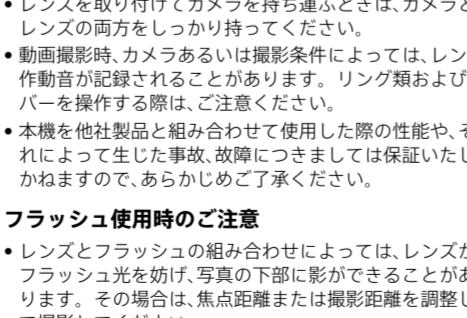 • レンズを取り付けてカメラを持ち運ぶときは、カメラと
レンズの両方をしっかり持ってください。
• 動画撮影時、カメラあるいは撮影条件によっては、レン
作動音が記録されることがあります。リング類および
バーを操作する際は、ご注意ください。
• 本機を他社製品と組み合わせて使用した際の性能や、そ
れによって生じた事故、故障につきましては保証いたし
かねますので、あらかじめご了承ください。
フラッシュ使用時のご注意
• レンズとフラッシュの組み合わせによっては、レンズが
フラッシュ光を妨げ、写真の下部に影ができることがあ
ります。その場合は、焦点距離または撮影距離を調整し
て撮影してください